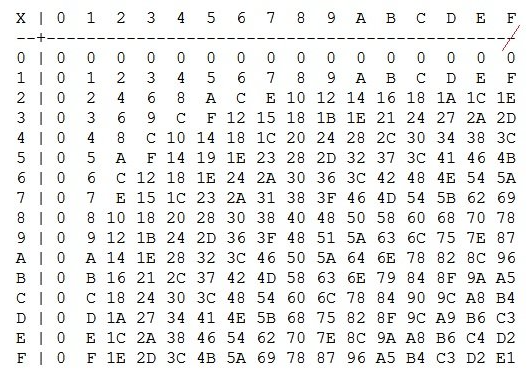 X | 0 1 2 3 4 5 6 7 8 9 A B C D E F
--+-----------------------------------------------
0 | 0 0 0 0 0 0 0 0 0 0 0 0 0 0 0 0
1 | 0 1 2 3 4 5 6 7 8 9 A B C D E F
2 | 0 2 4 6 8 A C E 10 12 14 16 18 1A 1C 1E
3 | 0 3 6 9 C F 12 15 18 1B 1E 21 24 27 2A 2D
4 | 0 4 8 C 10 14 18 1C 20 24 28 2C 30 34 38 3C
5 | 0 5 A F 14 19 1E 23 28 2D 32 37 3C 41 46 4B
6 | 0 6 C 12 18 1E 24 2A 30 36 3C 42 48 4E 54 5A
7 | 0 7 E 15 1C 23 2A 31 38 3F 46 4D 54 5B 62 69
8 | 0 8 10 18 20 28 30 38 40 48 50 58 60 68 70 78
9 | 0 9 12 1B 24 2D 36 3F 48 51 5A 63 6C 75 7E 87
A | 0 A 14 1E 28 32 3C 46 50 5A 64 6E 78 82 8C 96
B | 0 B 16 21 2C 37 42 4D 58 63 6E 79 84 8F 9A A5
C | 0 C 18 24 30 3C 48 54 60 6C 78 84 90 9C A8 B4
D | 0 D 1A 27 34 41 4E 5B 68 75 82 8F 9C A9 B6 C3
E | 0 E 1C 2A 38 46 54 62 70 7E 8C 9A A8 B6 C4 D2
F | 0 F 1E 2D 3C 4B 5A 69 78 87 96 A5 B4 C3 D2 E1